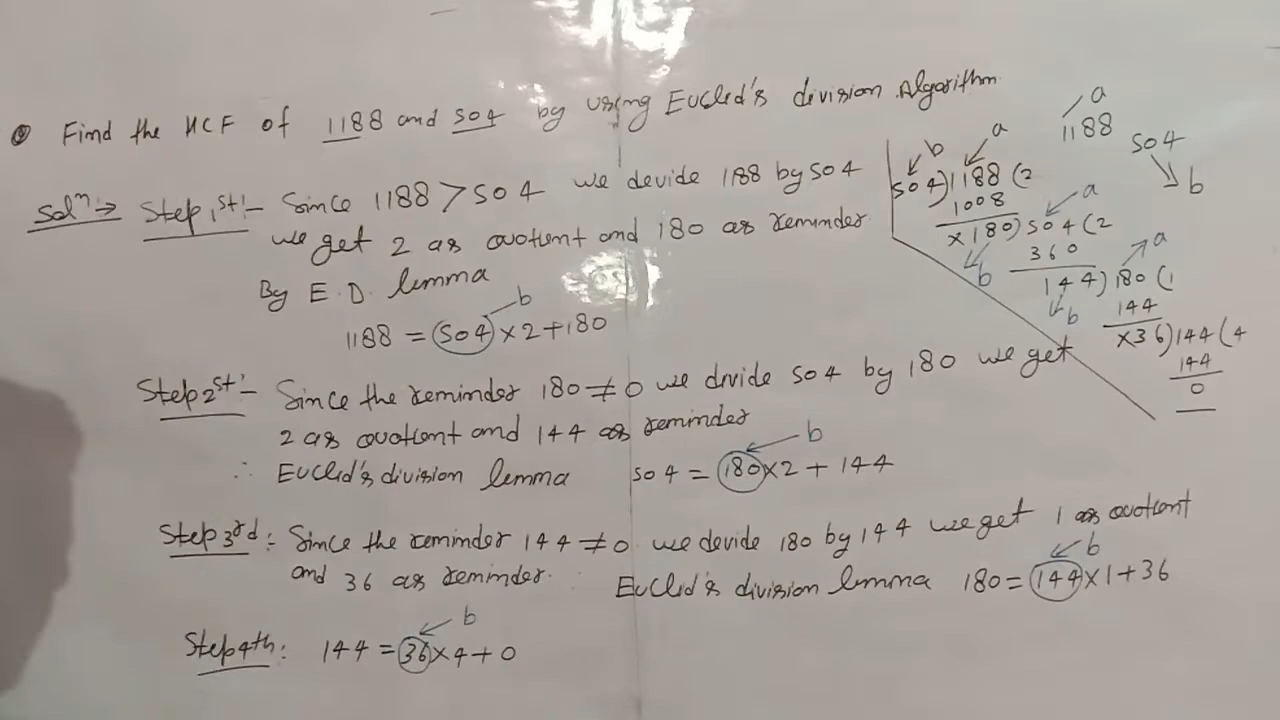 Find the HCF of 1188 and 504 by using Euclid's division Algorithm
Solⁿ⇒ Step 1st:- Since 1188 > 504 we devide 1188 by 504
we get 2 as quotient and 180 as reminder
By E.D. lemma
b
1188 = 504 × 2 + 180
Step 2st:- Since the reminder 180 ≠ 0 we divide 504 by 180 we get
2 as quotient and 144 as reminder
b
∴ Euclid's division lemma 504 = 180 × 2 + 144
Step 3rd: Since the reminder 144 ≠ 0 we devide 180 by 144 we get 1 as quotient
and 36 as reminder. ∴ Euclid's division lemma 180 = 144 × 1 + 36
b
b
Step 4th: 144 = 36 × 4 + 0
a
1188
504
b
b a
504)1188(2
1008
a
×180)504(2
b 360
a
144)180(1
b 144
×36)144(4
144
0